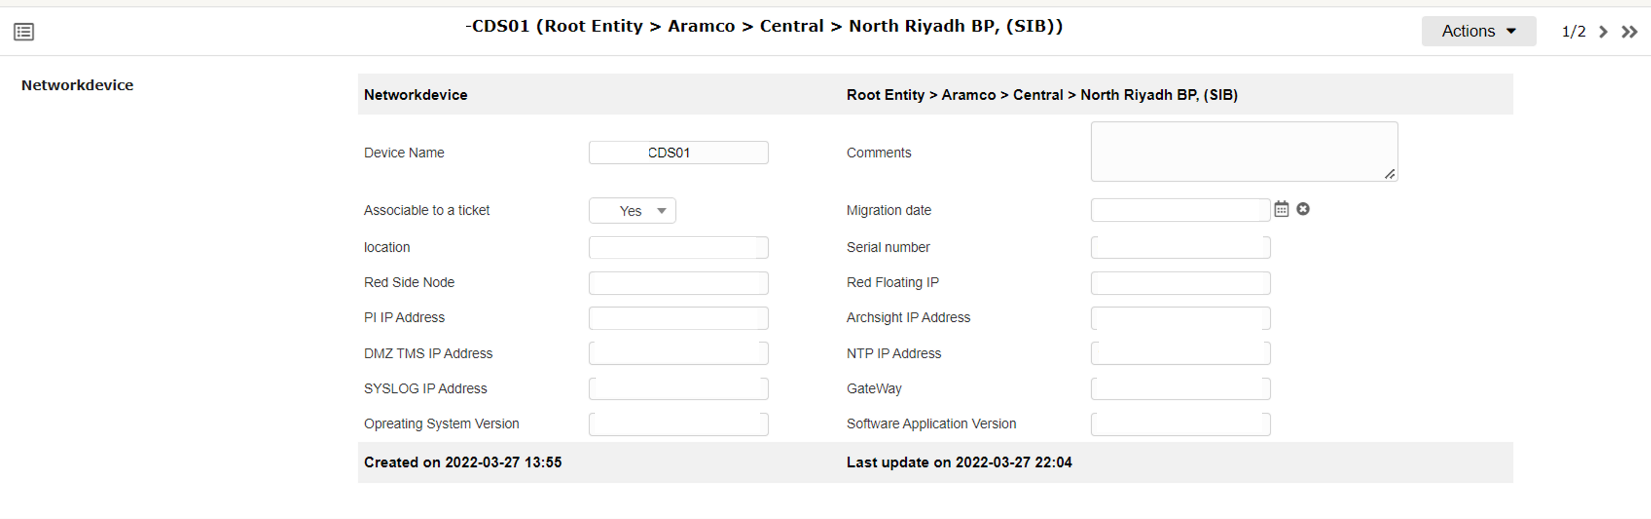 -CDS01 (Root Entity > Aramco > Central > North Riyadh BP, (SIB))
Actions
1/2
Networkdevice
Networkdevice Root Entity > Aramco > Central > North Riyadh BP, (SIB)
Device Name CDS01 Comments
Associable to a ticket Yes Migration date
location Serial number
Red Side Node Red Floating IP
PI IP Address Archsight IP Address
DMZ TMS IP Address NTP IP Address
SYSLOG IP Address GateWay
Opreating System Version Software Application Version
Created on 2022-03-27 13:55 Last update on 2022-03-27 22:04